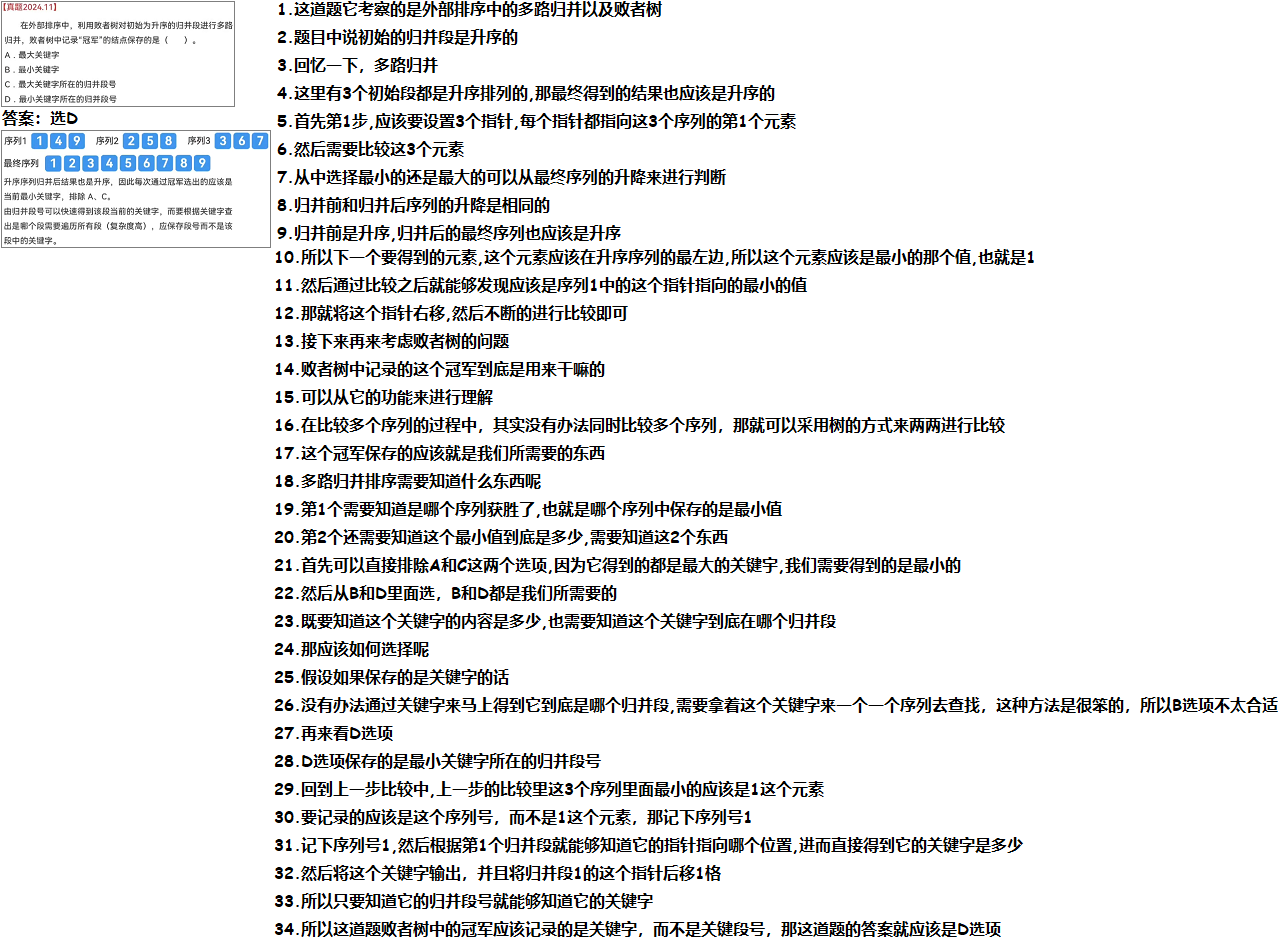 【真题2024.11】
在外部排序中，利用败者树对初始为升序的归并段进行多路
归并，败者树中记录“冠军”的结点保存的是（　　）。
A．最大关键字
B．最小关键字
C．最大关键字所在的归并段号
D．最小关键字所在的归并段号
答案：选D
序列1 1 4 9 序列2 2 5 8 序列3 3 6 7
最终序列 1 2 3 4 5 6 7 8 9
升序序列归并后结果也是升序，因此每次通过冠军选出的应该是
当前最小关键字，排除 A、C。
由归并段号可以快速得到该段当前的关键字，而要根据关键字查
出是哪个段需要遍历所有段（复杂度高），应保存段号而不是该
段中的关键字。
1.这道题它考察的是外部排序中的多路归并以及败者树
2.题目中说初始的归并段是升序的
3.回忆一下，多路归并
4.这里有3个初始段都是升序排列的,那最终得到的结果也应该是升序的
5.首先第1步,应该要设置3个指针,每个指针都指向这3个序列的第1个元素
6.然后需要比较这3个元素
7.从中选择最小的还是最大的可以从最终序列的升降来进行判断
8.归并前和归并后序列的升降是相同的
9.归并前是升序,归并后的最终序列也应该是升序
10.所以下一个要得到的元素,这个元素应该在升序序列的最左边,所以这个元素应该是最小的那个值,也就是1
11.然后通过比较之后就能够发现应该是序列1中的这个指针指向的最小的值
12.那就将这个指针右移,然后不断的进行比较即可
13.接下来再来考虑败者树的问题
14.败者树中记录的这个冠军到底是用来干嘛的
15.可以从它的功能来进行理解
16.在比较多个序列的过程中，其实没有办法同时比较多个序列，那就可以采用树的方式来两两进行比较
17.这个冠军保存的应该就是我们所需要的东西
18.多路归并排序需要知道什么东西呢
19.第1个需要知道是哪个序列获胜了,也就是哪个序列中保存的是最小值
20.第2个还需要知道这个最小值到底是多少,需要知道这2个东西
21.首先可以直接排除A和C这两个选项,因为它得到的都是最大的关键字,我们需要得到的是最小的
22.然后从B和D里面选，B和D都是我们所需要的
23.既要知道这个关键字的内容是多少,也需要知道这个关键字到底在哪个归并段
24.那应该如何选择呢
25.假设如果保存的是关键字的话
26.没有办法通过关键字来马上得到它到底是哪个归并段,需要拿着这个关键字来一个一个序列去查找，这种方法是很笨的，所以B选项不太合适
27.再来看D选项
28.D选项保存的是最小关键字所在的归并段号
29.回到上一步比较中,上一步的比较里这3个序列里面最小的应该是1这个元素
30.要记录的应该是这个序列号，而不是1这个元素，那记下序列号1
31.记下序列号1,然后根据第1个归并段就能够知道它的指针指向哪个位置,进而直接得到它的关键字是多少
32.然后将这个关键字输出，并且将归并段1的这个指针后移1格
33.所以只要知道它的归并段号就能够知道它的关键字
34.所以这道题败者树中的冠军应该记录的是关键字，而不是关键段号，那这道题的答案就应该是D选项